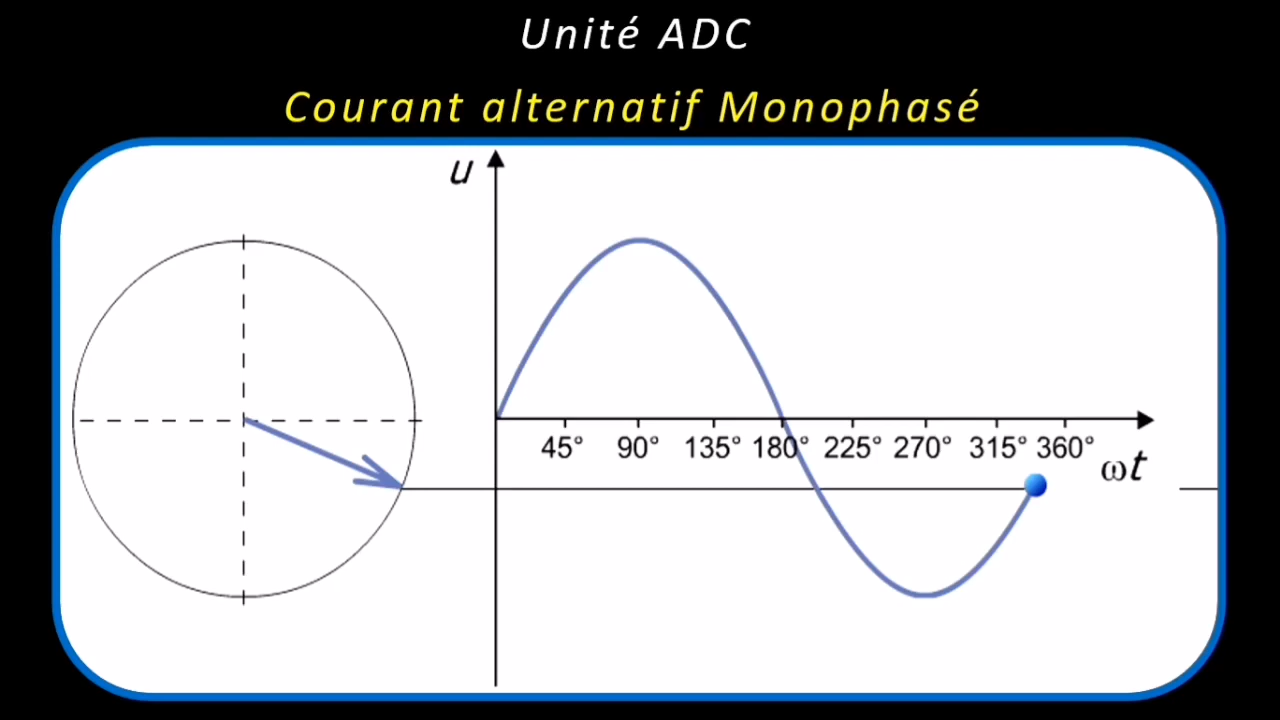 Unité ADC
Courant alternatif Monophasé
u
45° 90° 135° 180° 225° 270° 315° 360°
ωt